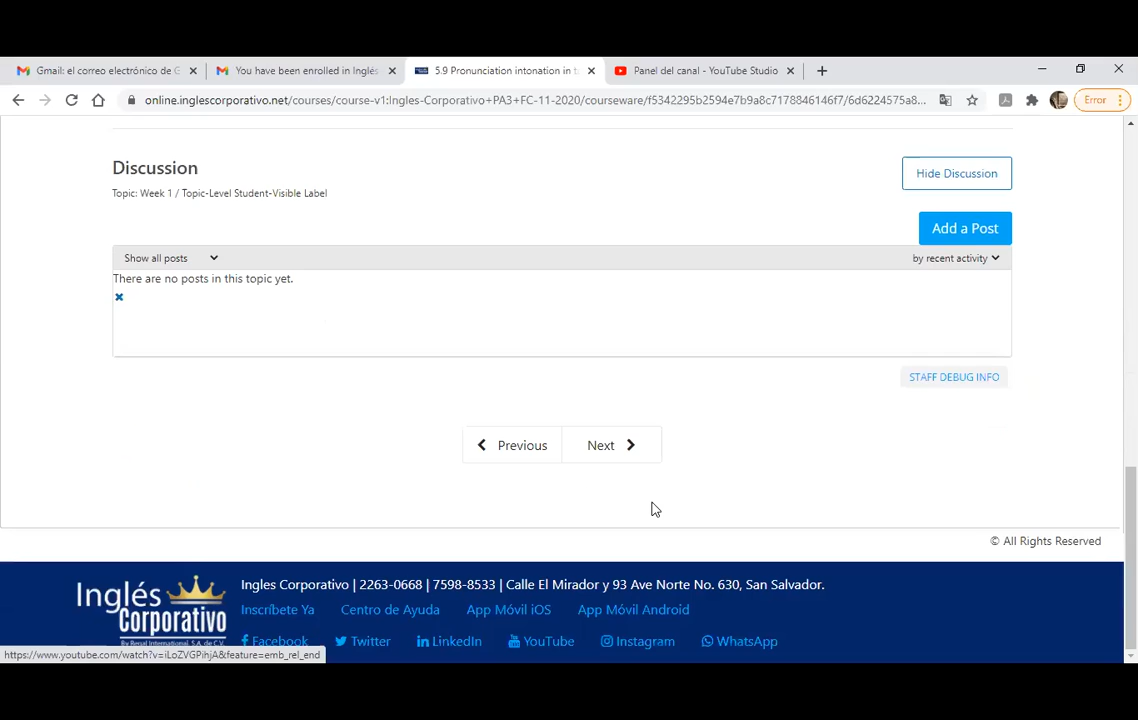 Gmail: el correo electrónico de G
You have been enrolled in Inglés
5.9 Pronunciation intonation in t
Panel del canal - YouTube Studio
online.inglescorporativo.net/courses/course-v1:Ingles-Corporativo+PA3+FC-11-2020/courseware/f5342295b2594e7b9a8c7178846146f7/6d6224575a8...
Error
Discussion
Hide Discussion
Topic: Week 1 / Topic-Level Student-Visible Label
Add a Post
Show all posts
by recent activity
There are no posts in this topic yet.
STAFF DEBUG INFO
Previous
Next
© All Rights Reserved
Inglés Corporativo
By Renal International, S.A. de C.V.
Ingles Corporativo | 2263-0668 | 7598-8533 | Calle El Mirador y 93 Ave Norte No. 630, San Salvador.
Inscríbete Ya
Centro de Ayuda
App Móvil iOS
App Móvil Android
Facebook
Twitter
LinkedIn
YouTube
Instagram
WhatsApp
https://www.youtube.com/watch?v=iLoZVGPihjA&feature=emb_rel_end